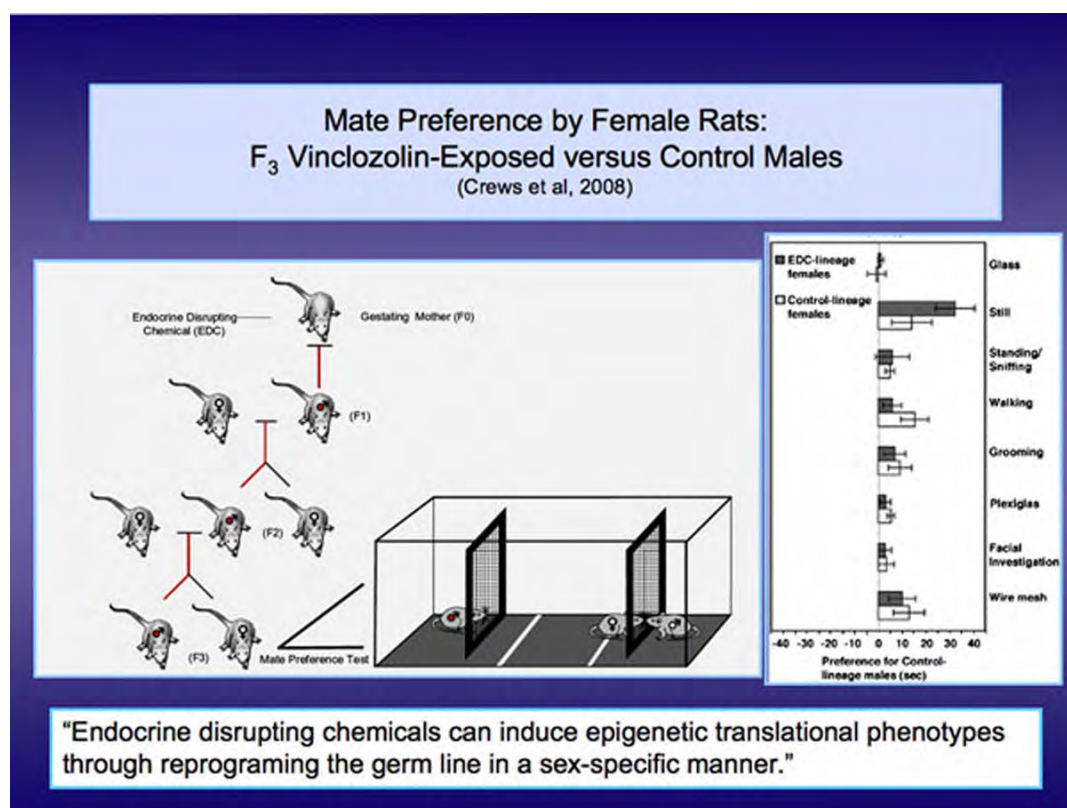 Mate Preference by Female Rats:
F₃ Vinclozolin-Exposed versus Control Males
(Crews et al, 2008)
Endocrine Disrupting
Chemical (EDC)
Gestating Mother (F0)
(F1)
(F2)
(F3)
Mate Preference Test
EDC-lineage
females
Control-lineage
females
Glass
Still
Standing/
Sniffing
Walking
Grooming
Plexiglas
Facial
Investigation
Wire mesh
-40 -30 -20 -10 0 10 20 30 40
Preference for Control-
lineage males (sec)
“Endocrine disrupting chemicals can induce epigenetic translational phenotypes
through reprograming the germ line in a sex-specific manner.”